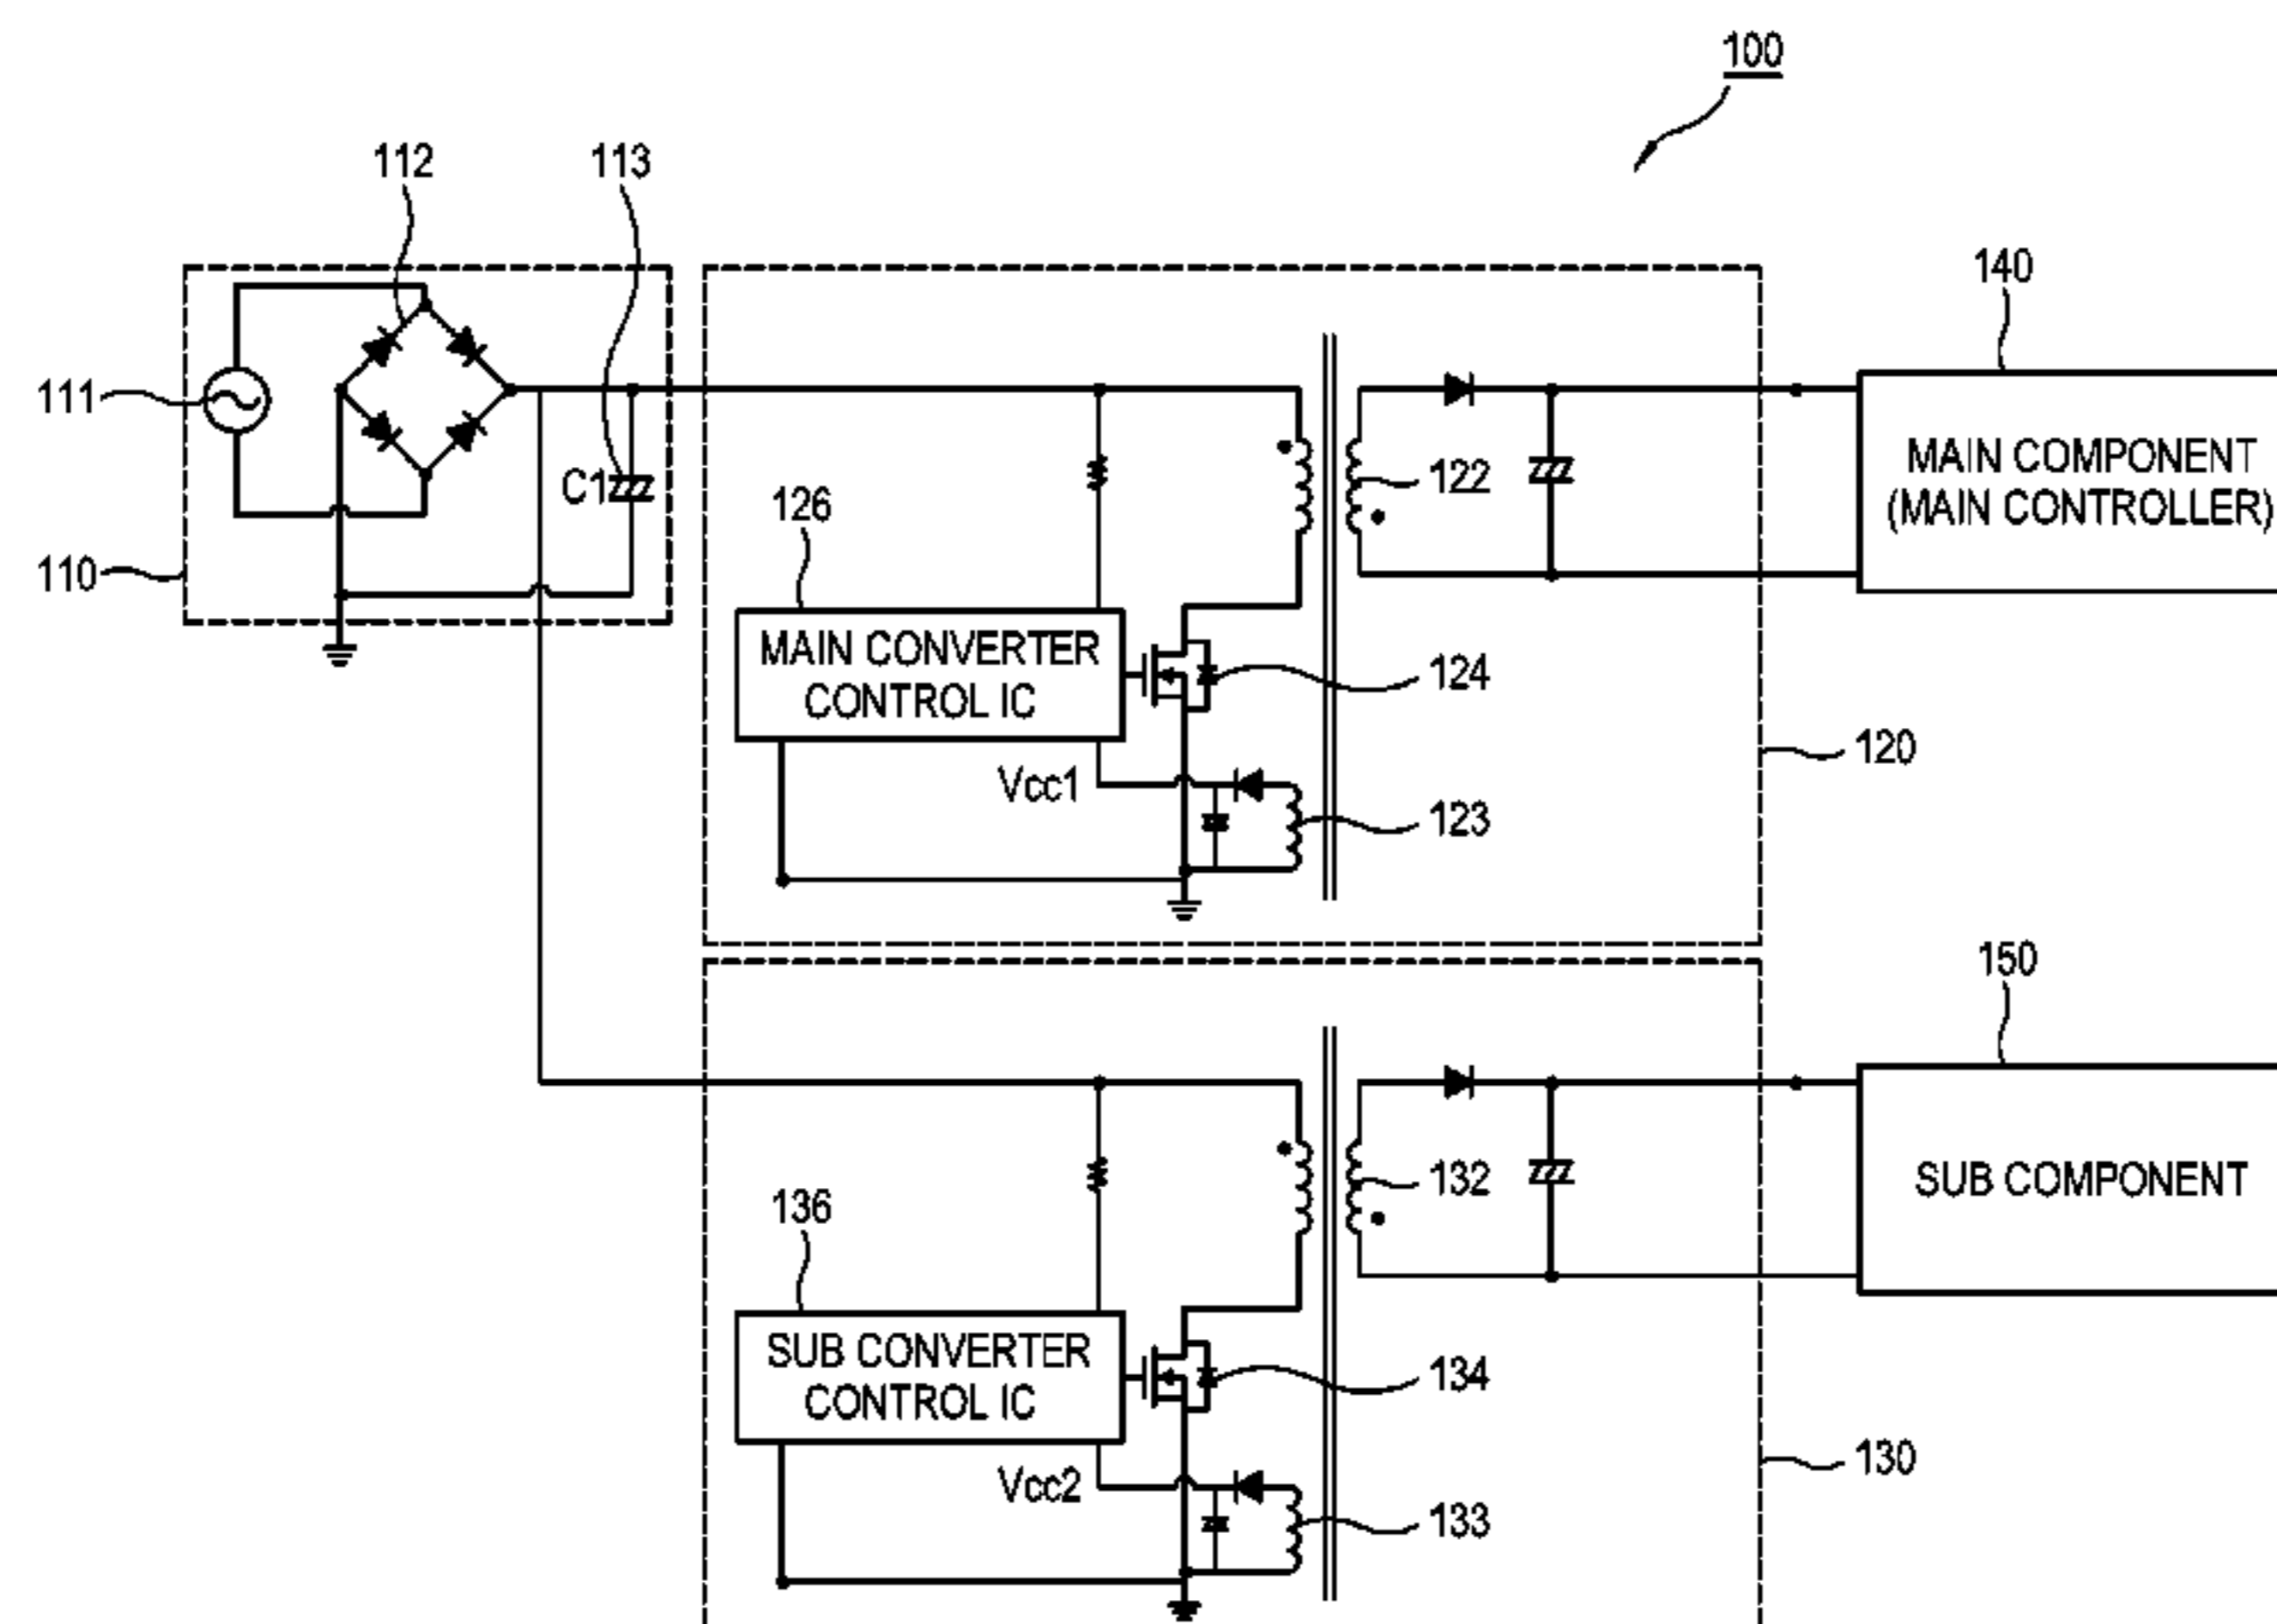 100
112
113
140
111
C1
122
MAIN COMPONENT
(MAIN CONTROLLER)
126
110
MAIN CONVERTER
CONTROL IC
124
120
Vcc1
123
150
132
SUB COMPONENT
136
SUB CONVERTER
CONTROL IC
134
130
Vcc2
133